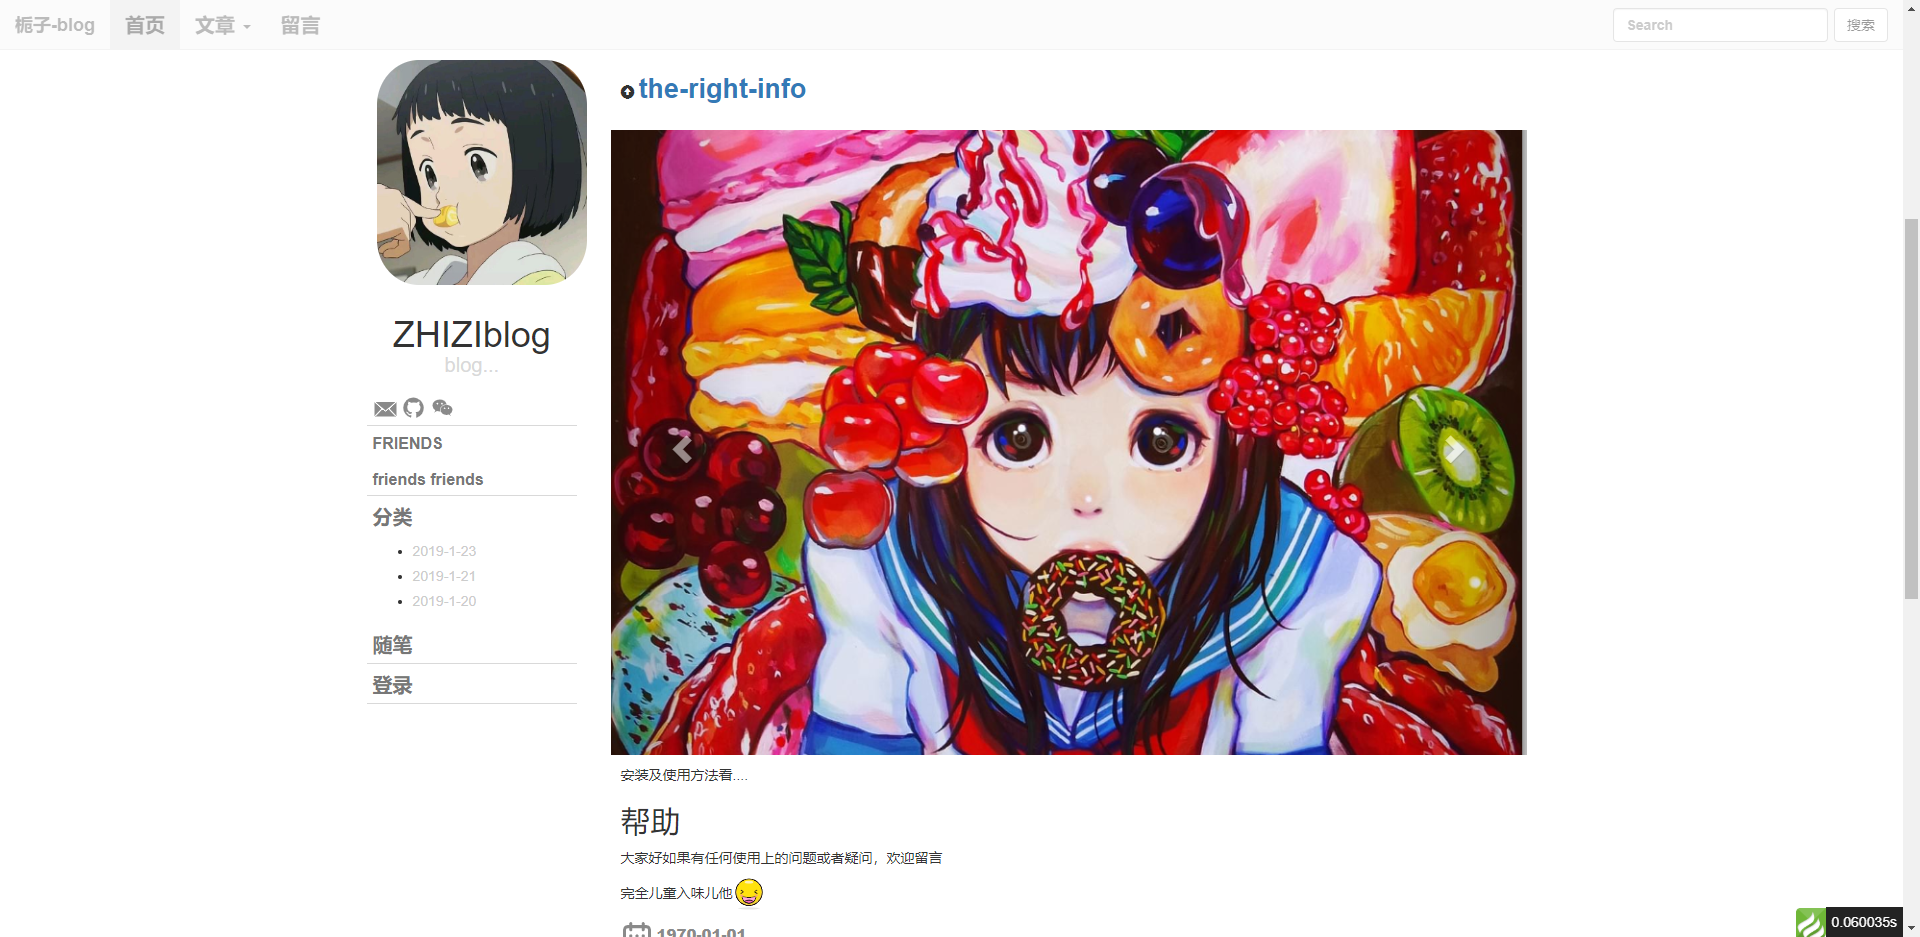 栀子-blog 首页 文章 留言 Search 搜索
ZHIZIblog
blog...
FRIENDS
friends friends
分类
2019-1-23
2019-1-21
2019-1-20
随笔
登录
the-right-info
安装及使用方法看....
帮助
大家好如果有任何使用上的问题或者疑问，欢迎留言
完全儿童入味儿他
1970-01-01
0.060035s